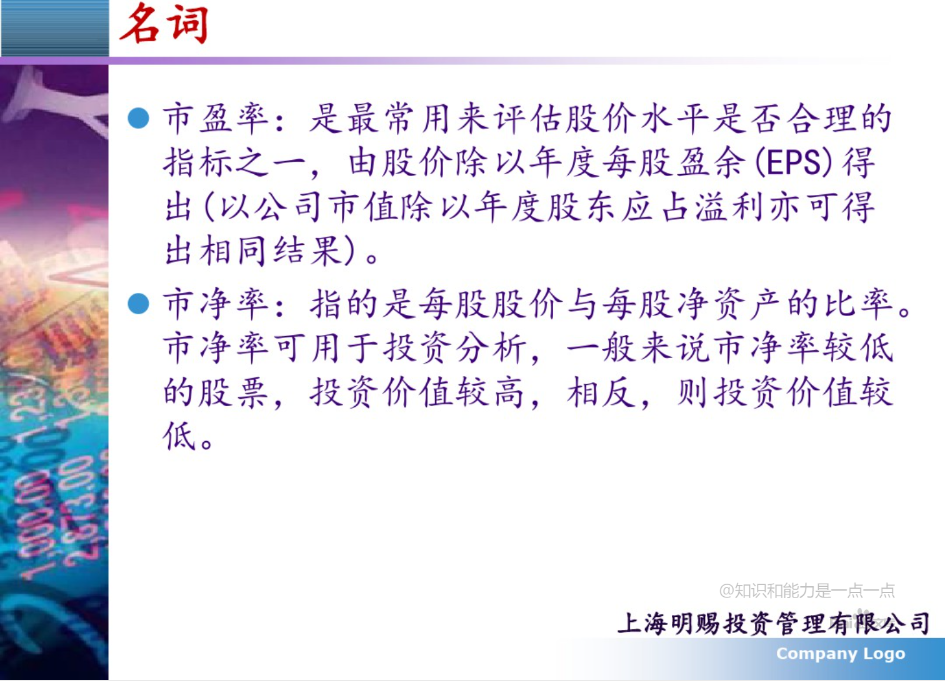 名词
市盈率：是最常用来评估股价水平是否合理的
指标之一，由股价除以年度每股盈余(EPS)得
出(以公司市值除以年度股东应占溢利亦可得
出相同结果)。
市净率：指的是每股股价与每股净资产的比率。
市净率可用于投资分析，一般来说市净率较低
的股票，投资价值较高，相反，则投资价值较
低。
@知识和能力是一点一点
上海明赐投资管理有限公司
Company Logo
1,000.00
2,873.00